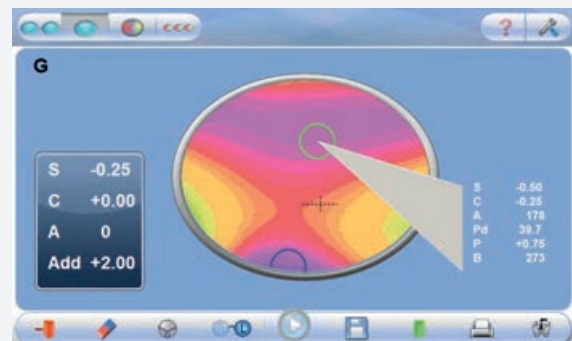 ?
G
S -0.25
C +0.00
A 0
Add +2.00
S -0.50
C -0.25
A 178
Pd 39.7
P +0.75
B 273